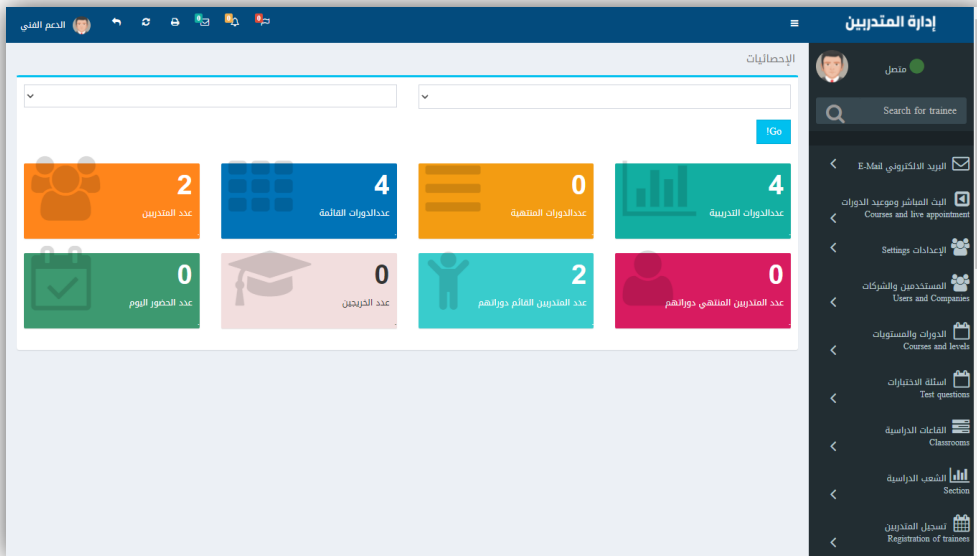 إدارة المتدربين
0
0
0
الدعم الفني
متصل
Search for trainee
البريد الالكتروني E-Mail
البث المباشر وموعيد الدورات
Courses and live appointment
الإعدادات Settings
المستخدمين والشركات
Users and Companies
الدورات والمستويات
Courses and levels
اسئلة الاختبارات
Test questions
القاعات الدراسية
Classrooms
الشعب الدراسية
Section
تسجيل المتدربين
Registration of trainees
الإحصائيات
Go!
4
عددالدورات التدريبية
0
عددالدورات المنتهية
4
عددالدورات القائمة
2
عدد المتدربين
0
عدد المتدربين المنتهي دوراتهم
2
عدد المتدربين القائم دوراتهم
0
عدد الخريجين
0
عدد الحضور اليوم